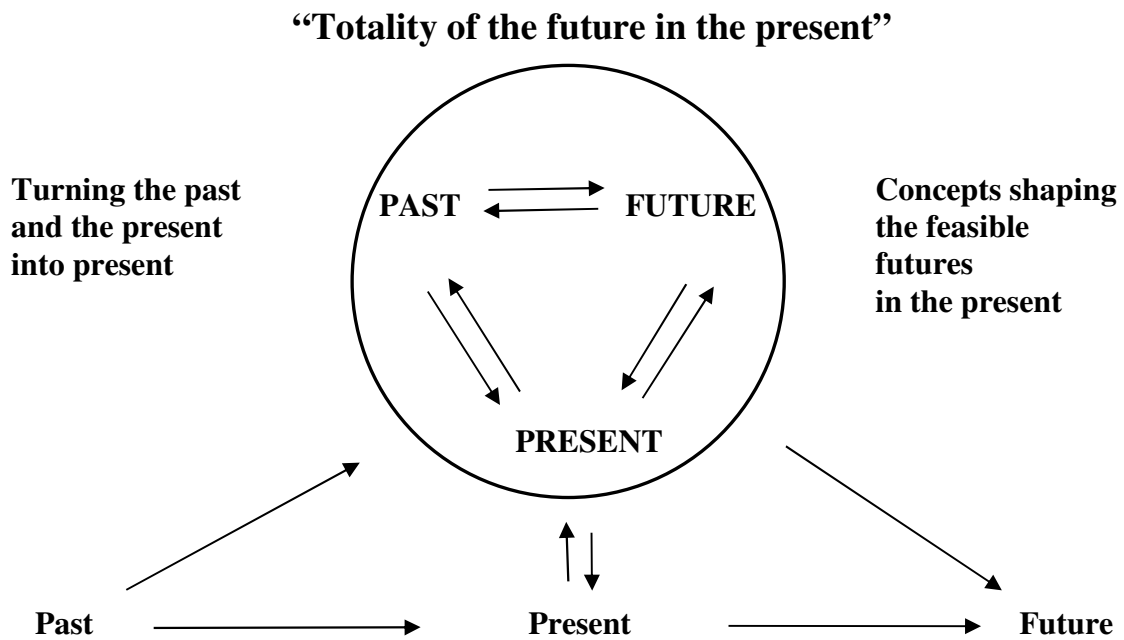 “Totality of the future in the present”
Turning the past
and the present
into present
PAST FUTURE
PRESENT
Concepts shaping
the feasible
futures
in the present
Past Present Future